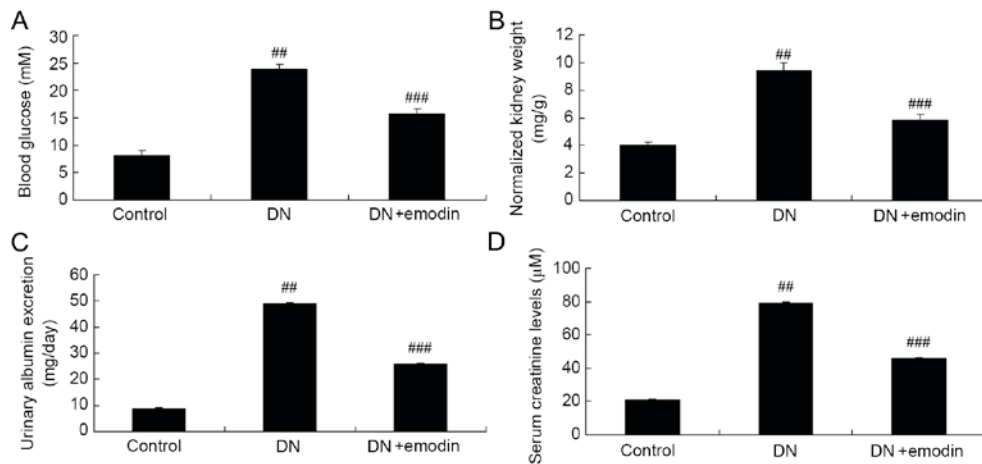 A
Blood glucose (mM)
30
25
20
15
10
5
0
##
###
Control
DN
DN+emodin
B
Normalized kidney weight
(mg/g)
12
10
8
6
4
2
0
##
###
Control
DN
DN+emodin
C
Urinary albumin excretion
(mg/day)
60
50
40
30
20
10
0
##
###
Control
DN
DN+emodin
D
Serum creatinine levels (μM)
100
80
60
40
20
0
##
###
Control
DN
DN+emodin